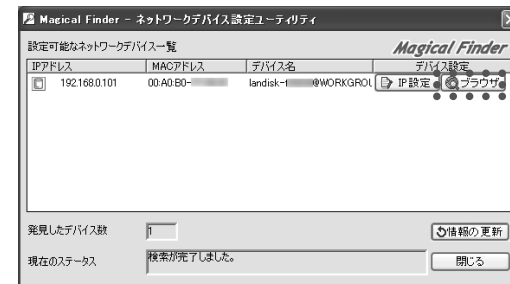 Magical Finder - ネットワークデバイス設定ユーティリティ
設定可能なネットワークデバイス一覧
Magical Finder
IPアドレス MACアドレス デバイス名 デバイス設定
192.168.0.101 00:A0:B0- landisk- @WORKGROU IP設定 ブラウザ
発見したデバイス数 1
情報の更新
現在のステータス 検索が完了しました。
閉じる